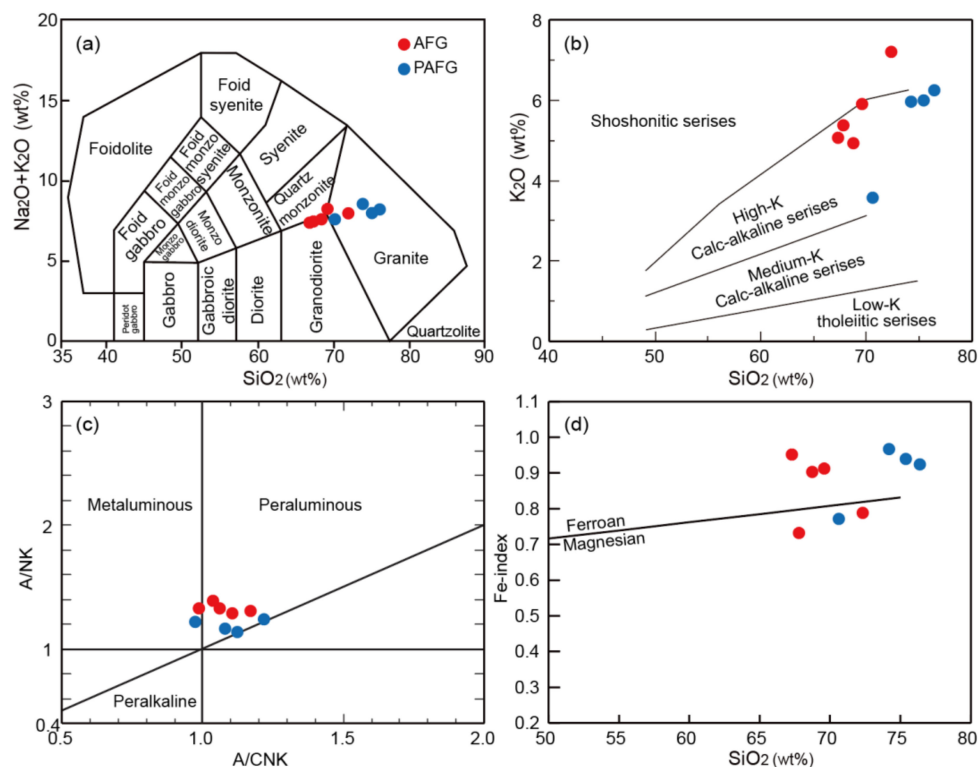 (a)
AFG
PAFG
Na2O+K2O (wt%)
20
15
10
5
0
Foidolite
Foid
syenite
Foid
monzo
syenite
Foid
monzo
gabbro
Foid
gabbro
Syenite
Quartz
monzonite
Monzonite
Monzo
diorite
Monzo
gabbro
Peridot
gabbro
Gabbro
Gabbroic
diorite
Diorite
Granodiorite
Granite
Quartzolite
35 40 50 60 70 80 90
SiO2 (wt%)
(b)
K2O (wt%)
8
6
4
2
0
Shoshonitic serises
High-K
Calc-alkaline serises
Medium-K
Calc-alkaline serises
Low-K
tholeiitic serises
40 50 60 70 80
SiO2 (wt%)
(c)
A/NK
3
2
1
0.4
Metaluminous
Peraluminous
Peralkaline
0.5 1.0 1.5 2.0
A/CNK
(d)
Fe-index
1.1
1.0
0.9
0.8
0.7
0.6
0.5
0.4
0.3
0.2
Ferroan
Magnesian
50 55 60 65 70 75 80
SiO2 (wt%)